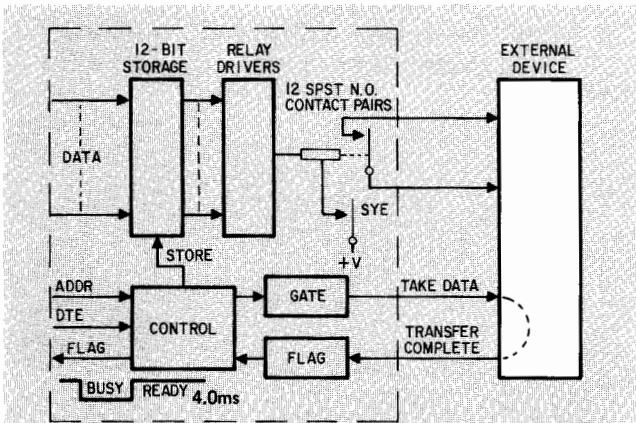 12-BIT
STORAGE
RELAY
DRIVERS
EXTERNAL
DEVICE
12 SPST N.O.
CONTACT PAIRS
DATA
SYE
+V
STORE
ADDR
DTE
FLAG
CONTROL
GATE
FLAG
TAKE DATA
TRANSFER
COMPLETE
BUSY
READY
4.0ms